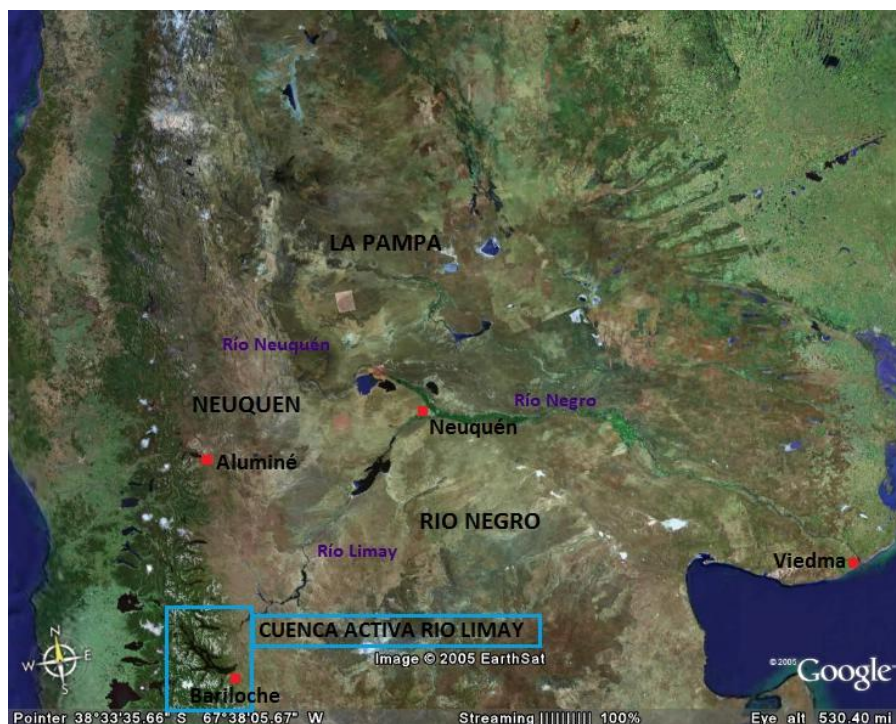 LA PAMPA
Río Neuquén
NEUQUEN
Río Negro
Neuquén
Aluminé
RIO NEGRO
Río Limay
Viedma
CUENCA ACTIVA RIO LIMAY
Image © 2005 EarthSat
N
W E
S
© 2005 Google
Bariloche
Pointer 38°33'35.66" S 67°38'05.67" W Streaming |||||||||| 100% Eye alt 530.40 mi